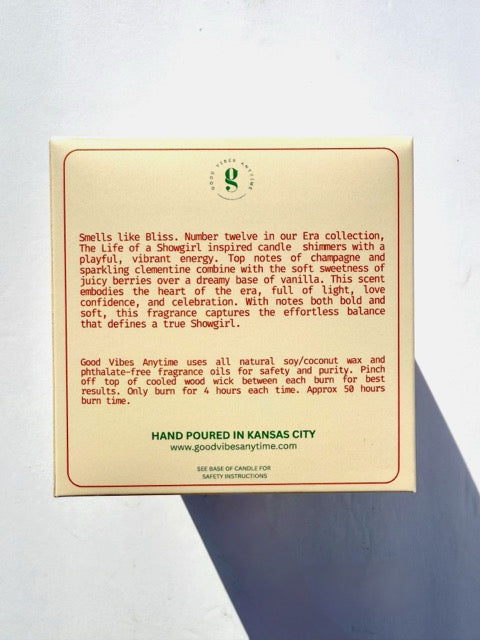 GOOD VIBES ANYTIME
g
Smells like Bliss. Number twelve in our Era collection,
The Life of a Showgirl inspired candle shimmers with a
playful, vibrant energy. Top notes of champagne and
sparkling clementine combine with the soft sweetness of
juicy berries over a dreamy base of vanilla. This scent
embodies the heart of the era, full of light, love
confidence, and celebration. With notes both bold and
soft, this fragrance captures the effortless balance
that defines a true Showgirl.
Good Vibes Anytime uses all natural soy/coconut wax and
phthalate-free fragrance oils for safety and purity. Pinch
off top of cooled wood wick between each burn for best
results. Only burn for 4 hours each time. Approx 50 hours
burn time.
HAND POURED IN KANSAS CITY
www.goodvibesanytime.com
SEE BASE OF CANDLE FOR
SAFETY INSTRUCTIONS